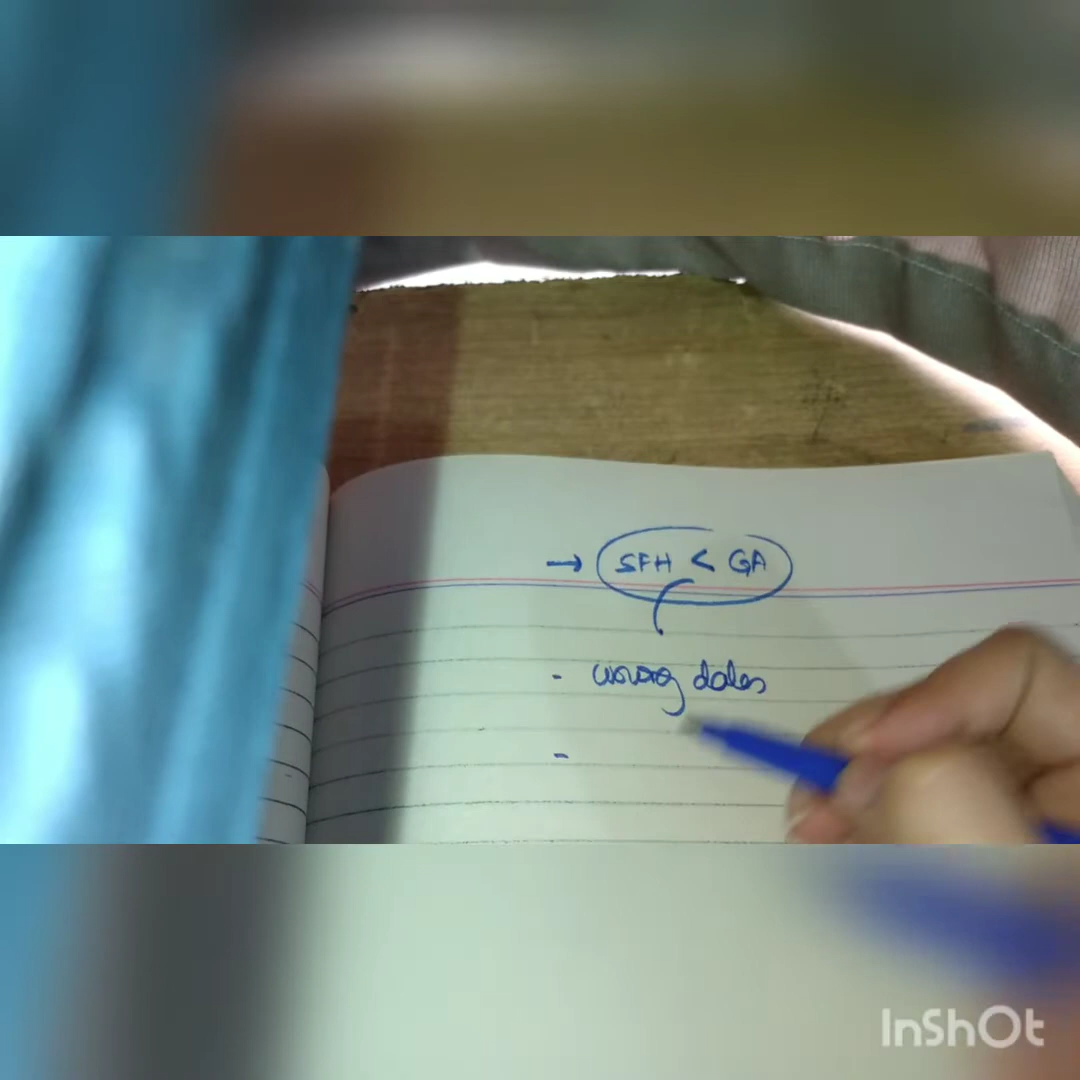 → SFH < GA
- wrong dates
-
InShOt